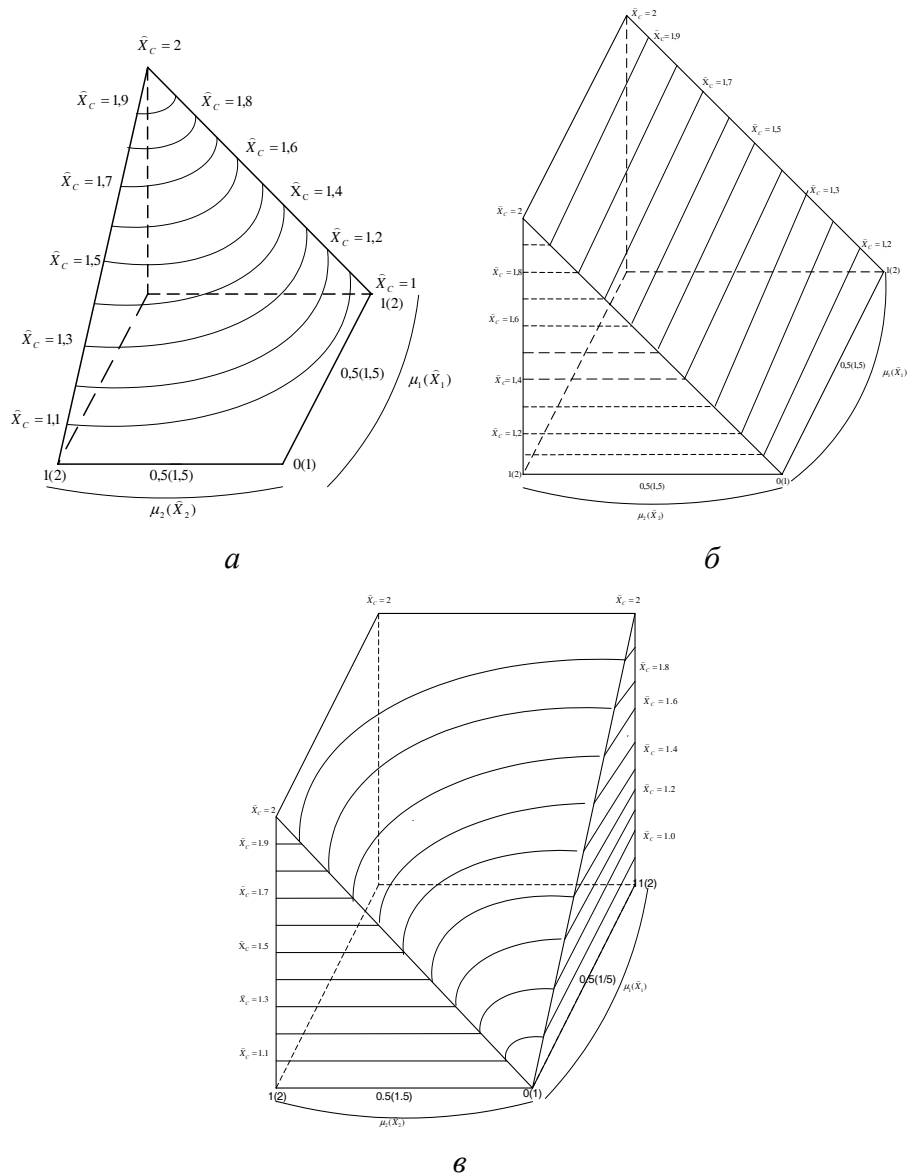 X̂_C = 2
X̂_C = 1,9
X̂_C = 1,8
X̂_C = 1,7
X̂_C = 1,6
X̂_C = 1,5
X̂_C = 1,4
X̂_C = 1,3
X̂_C = 1,2
X̂_C = 1,1
X̂_C = 1
1(2)
0,5(1,5)
μ₁(X̂₁)
1(2)
0,5(1,5)
0(1)
μ₂(X̂₂)
а
X̂_C = 2
X̂_C = 1,9
X̂_C = 1,7
X̂_C = 1,5
X̂_C = 1,3
X̂_C = 1,2
X̂_C = 2
X̂_C = 1,8
X̂_C = 1,6
X̂_C = 1,4
X̂_C = 1,2
1(2)
0,5(1,5)
μ₁(X̂₁)
1(2)
0,5(1,5)
0(1)
μ₂(X̂₂)
б
X̂_C = 2
X̂_C = 2
X̂_C = 1.8
X̂_C = 1.6
X̂_C = 1.4
X̂_C = 1.2
X̂_C = 1.0
X̂_C = 2
X̂_C = 1.9
X̂_C = 1.7
X̂_C = 1.5
X̂_C = 1.3
X̂_C = 1.1
11(2)
0.5(1/5)
μ₁(X̂₁)
1(2)
0.5(1.5)
0(1)
μ₂(X̂₂)
в